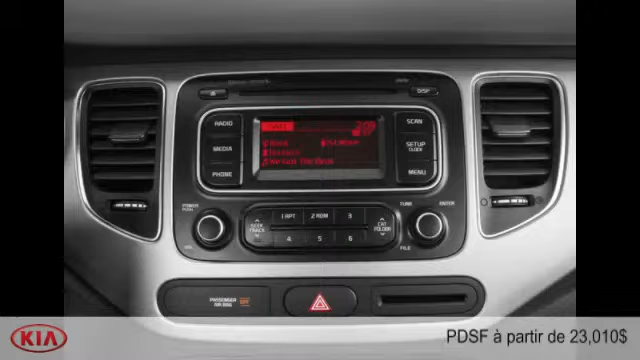 DISP
RADIO
SCAN
MEDIA
SETUP
CLOCK
PHONE
MENU
POWER
PUSH
1 RPT
2 RDM
3
TUNE
ENTER
SEEK
TRACK
CAT
FOLDER
4
5
6
VOL
FILE
PASSENGER
AIR BAG
OFF
KIA
PDSF à partir de 23,010$